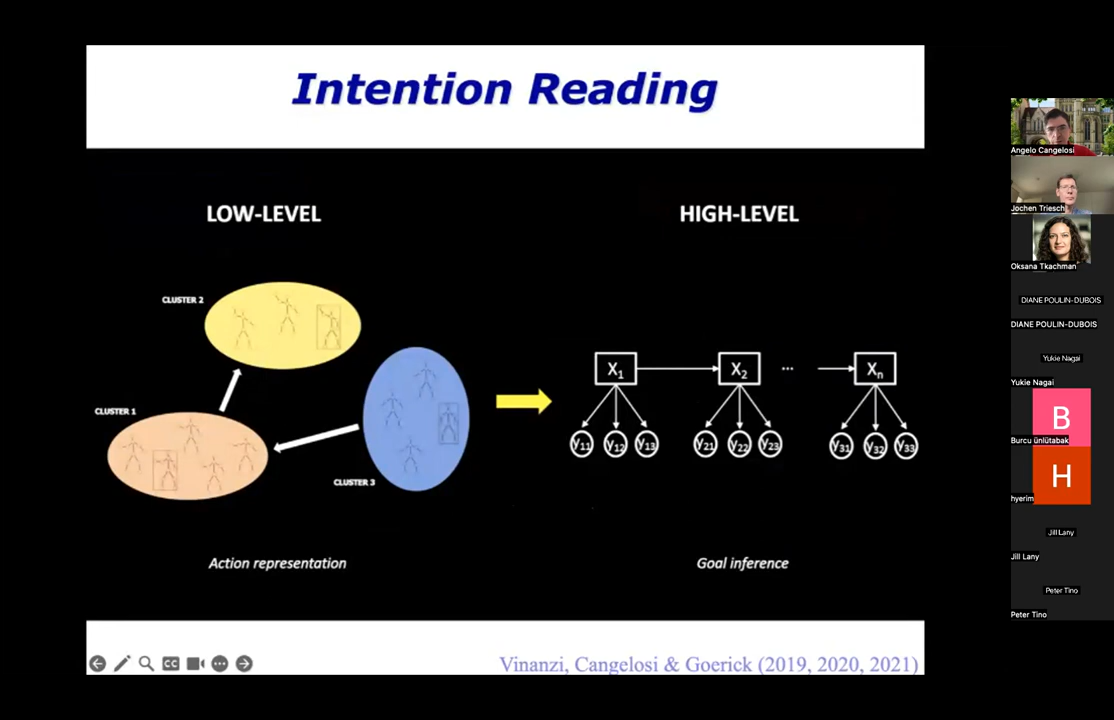 Intention Reading
LOW-LEVEL
HIGH-LEVEL
CLUSTER 2
CLUSTER 1
CLUSTER 3
X1
X2
...
Xn
y11
y12
y13
y21
y22
y23
y31
y32
y33
Action representation
Goal inference
CC
Vinanzi, Cangelosi & Goerick (2019, 2020, 2021)
Angelo Cangelosi
Jochen Triesch
Oksana Tkachman
DIANE POULIN-DUBOIS
DIANE POULIN-DUBOIS
Yukie Nagai
Yukie Nagai
B
Burcu ünlütabak
H
hyerim
Jill Lany
Jill Lany
Peter Tino
Peter Tino